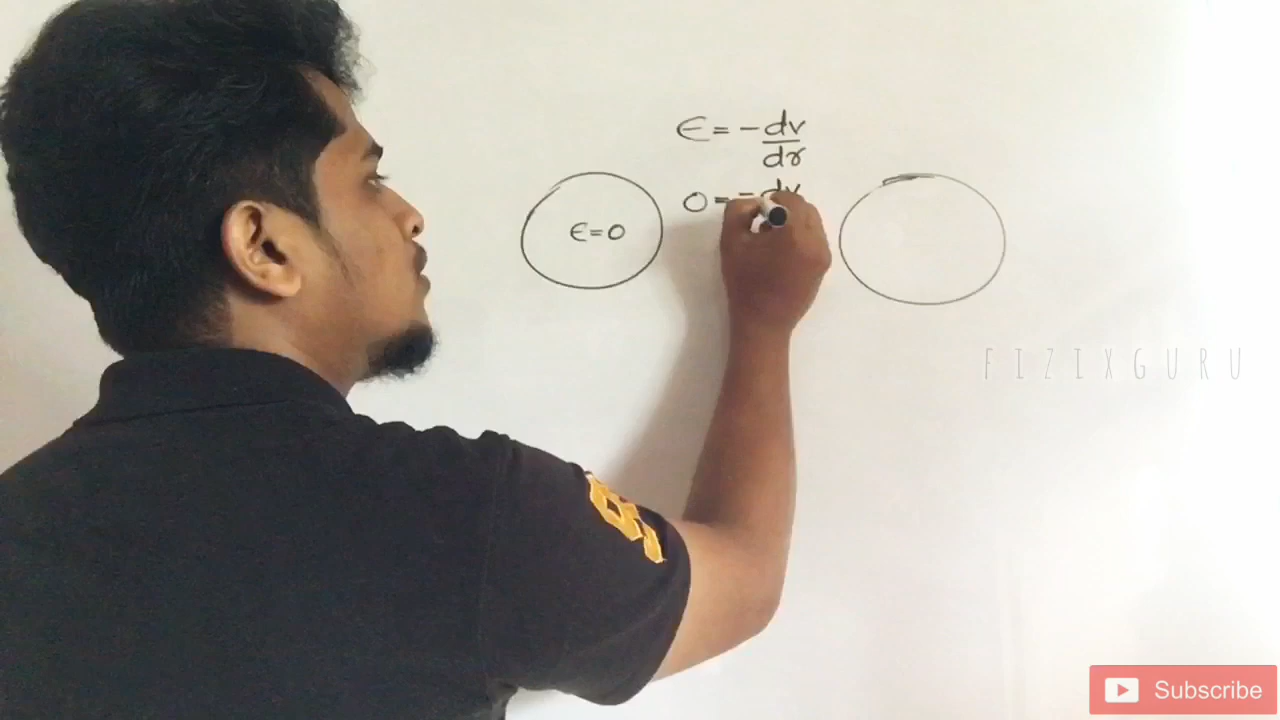 ∈ = - dv/dr
0 = - dv
∈ = 0
FIZIXGURU
Subscribe